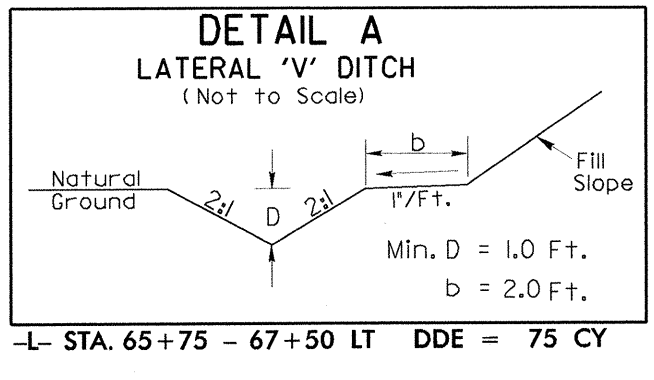 DETAIL A
LATERAL 'V' DITCH
(Not to Scale)
b
Natural
Ground
2:1
D
2:1
1"/Ft.
Fill
Slope
Min. D = 1.0 Ft.
b = 2.0 Ft.
-L- STA. 65+75 - 67+50 LT DDE = 75 CY